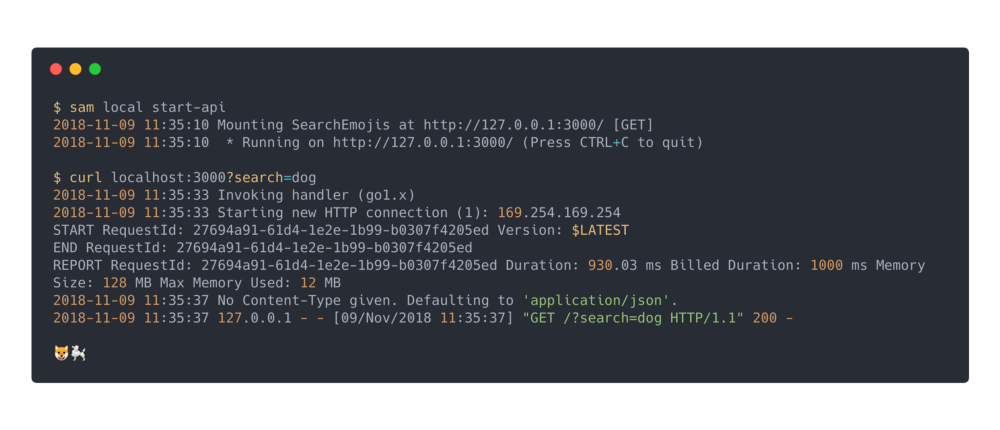 $ sam local start-api
2018-11-09 11:35:10 Mounting SearchEmojis at http://127.0.0.1:3000/ [GET]
2018-11-09 11:35:10  * Running on http://127.0.0.1:3000/ (Press CTRL+C to quit)
$ curl localhost:3000?search=dog
2018-11-09 11:35:33 Invoking handler (go1.x)
2018-11-09 11:35:33 Starting new HTTP connection (1): 169.254.169.254
START RequestId: 27694a91-61d4-1e2e-1b99-b0307f4205ed Version: $LATEST
END RequestId: 27694a91-61d4-1e2e-1b99-b0307f4205ed
REPORT RequestId: 27694a91-61d4-1e2e-1b99-b0307f4205ed Duration: 930.03 ms Billed Duration: 1000 ms Memory
Size: 128 MB Max Memory Used: 12 MB
2018-11-09 11:35:37 No Content-Type given. Defaulting to 'application/json'.
2018-11-09 11:35:37 127.0.0.1 - - [09/Nov/2018 11:35:37] "GET /?search=dog HTTP/1.1" 200 -
🐶🐩